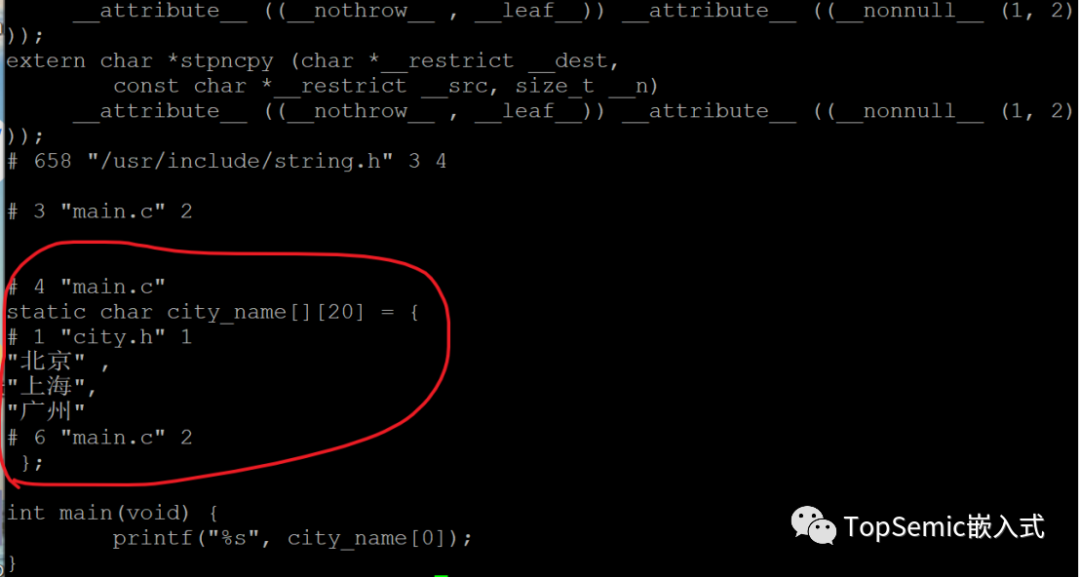 __attribute__ ((__nothrow__ , __leaf__)) __attribute__ ((__nonnull__ (1, 2)
));
extern char *stpncpy (char *__restrict __dest,
const char *__restrict __src, size_t __n)
__attribute__ ((__nothrow__ , __leaf__)) __attribute__ ((__nonnull__ (1, 2)
));
# 658 "/usr/include/string.h" 3 4
# 3 "main.c" 2
# 4 "main.c"
static char city_name[][20] = {
# 1 "city.h" 1
"北京" ,
"上海",
"广州"
# 6 "main.c" 2
};
int main(void) {
printf("%s", city_name[0]);
}
TopSemic嵌入式